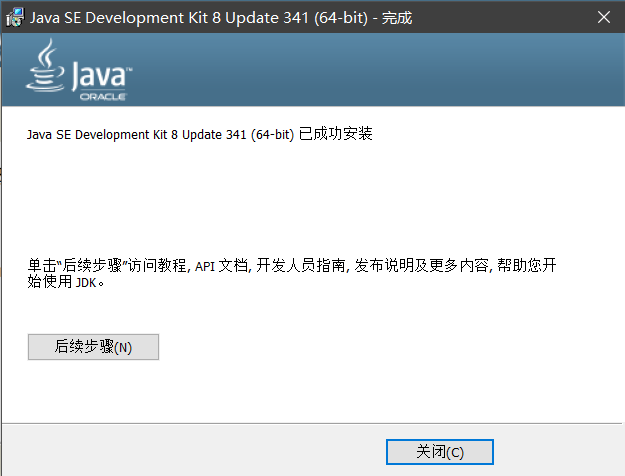 Java SE Development Kit 8 Update 341 (64-bit) - 完成
Java™
ORACLE
Java SE Development Kit 8 Update 341 (64-bit) 已成功安装
单击“后续步骤”访问教程, API 文档, 开发人员指南, 发布说明及更多内容, 帮助您开
始使用 JDK。
后续步骤(N)
关闭(C)